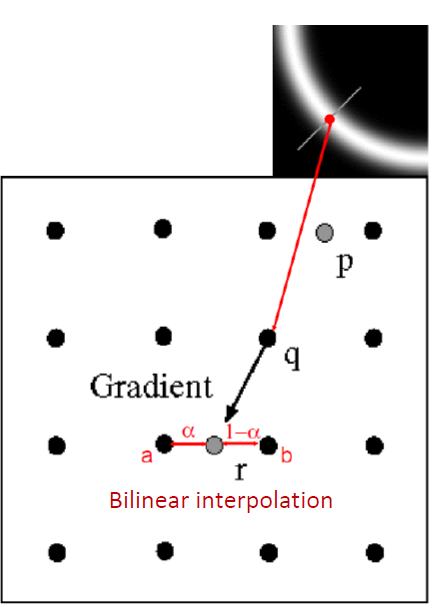 p
q
Gradient
α 1-α
a b
r
Bilinear interpolation